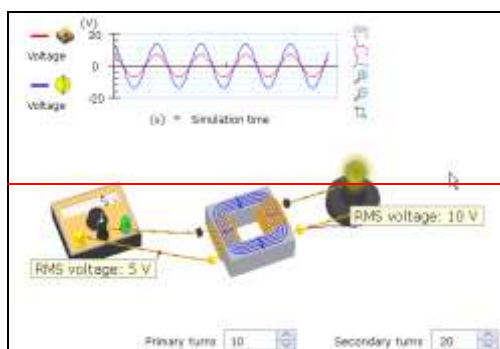 (V)
20
Voltage
0
Voltage
-20
(s) = Simulation time
5
RMS voltage: 10 V
RMS voltage: 5 V
Primary turns 10 Secondary turns 20